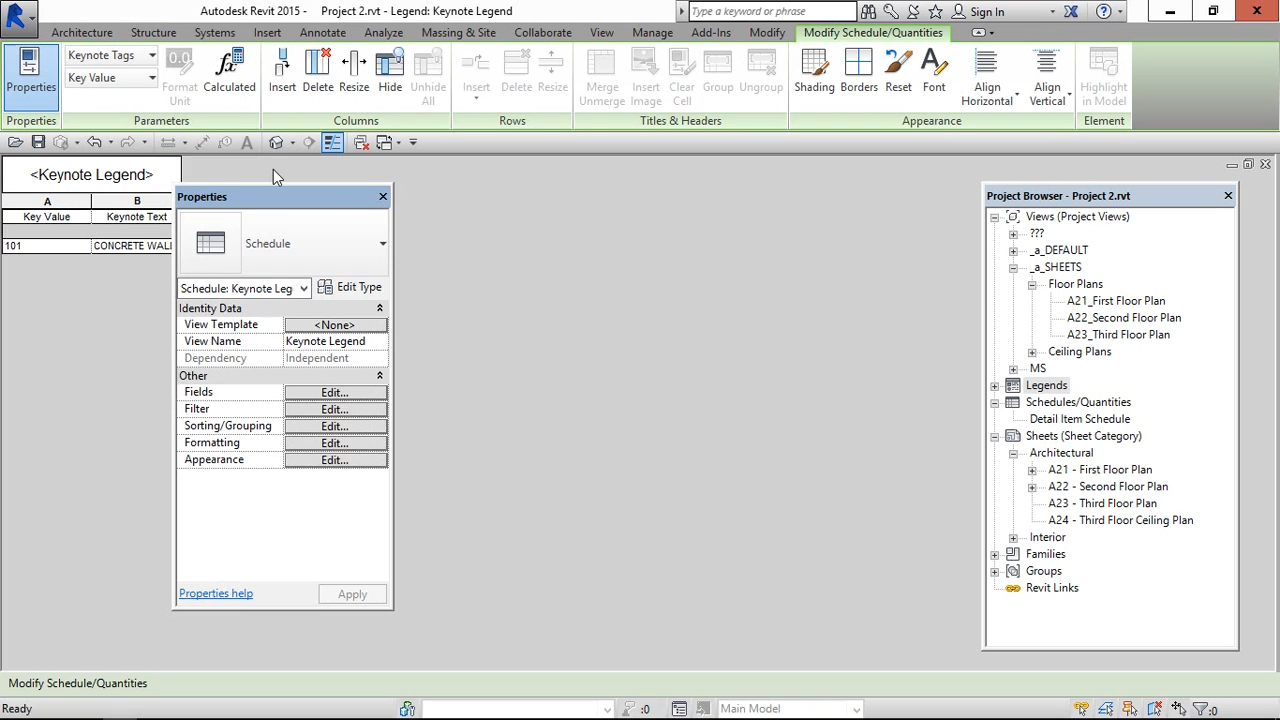 Autodesk Revit 2015 - Project 2.rvt - Legend: Keynote Legend
Type a keyword or phrase
Sign In
Architecture Structure Systems Insert Annotate Analyze Massing & Site Collaborate View Manage Add-Ins Modify Modify Schedule/Quantities
Properties
Keynote Tags
Key Value
0.0
Format Unit
Calculated
Insert
Delete
Resize
Hide
Unhide All
Insert
Delete
Resize
Merge Unmerge
Insert Image
Clear Cell
Group
Ungroup
Shading
Borders
Reset
Font
Align Horizontal
Align Vertical
Highlight in Model
Properties Parameters Columns Rows Titles & Headers Appearance Element
<Keynote Legend>
A B
Key Value Keynote Text
101 CONCRETE WALL
Properties
Schedule
Schedule: Keynote Leg
Edit Type
Identity Data
View Template <None>
View Name Keynote Legend
Dependency Independent
Other
Fields Edit...
Filter Edit...
Sorting/Grouping Edit...
Formatting Edit...
Appearance Edit...
Properties help
Apply
Project Browser - Project 2.rvt
Views (Project Views)
???
_a_DEFAULT
_a_SHEETS
Floor Plans
A21_First Floor Plan
A22_Second Floor Plan
A23_Third Floor Plan
Ceiling Plans
MS
Legends
Schedules/Quantities
Detail Item Schedule
Sheets (Sheet Category)
Architectural
A21 - First Floor Plan
A22 - Second Floor Plan
A23 - Third Floor Plan
A24 - Third Floor Ceiling Plan
Interior
Families
Groups
Revit Links
Modify Schedule/Quantities
Ready
:0
Main Model
:0